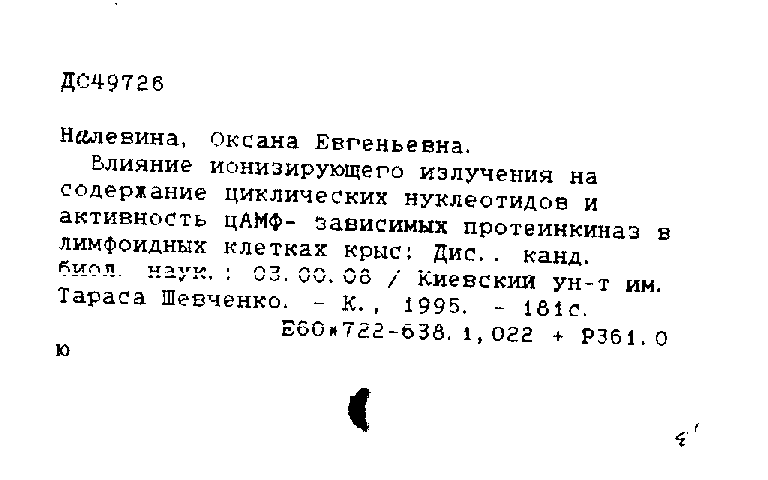 ДС49726
Налевина, Оксана Евгеньевна.
Влияние ионизирующего излучения на
содержание циклических нуклеотидов и
активность цАМФ- зависимых протеинкиназ в
лимфоидных клетках крыс: Дис.. канд.
биол. наук. : 03.00.08 / Киевский ун-т им.
Тараса Шевченко. - К., 1995. - 181с.
Е60*722-638.1,022 + Р361.0
ю